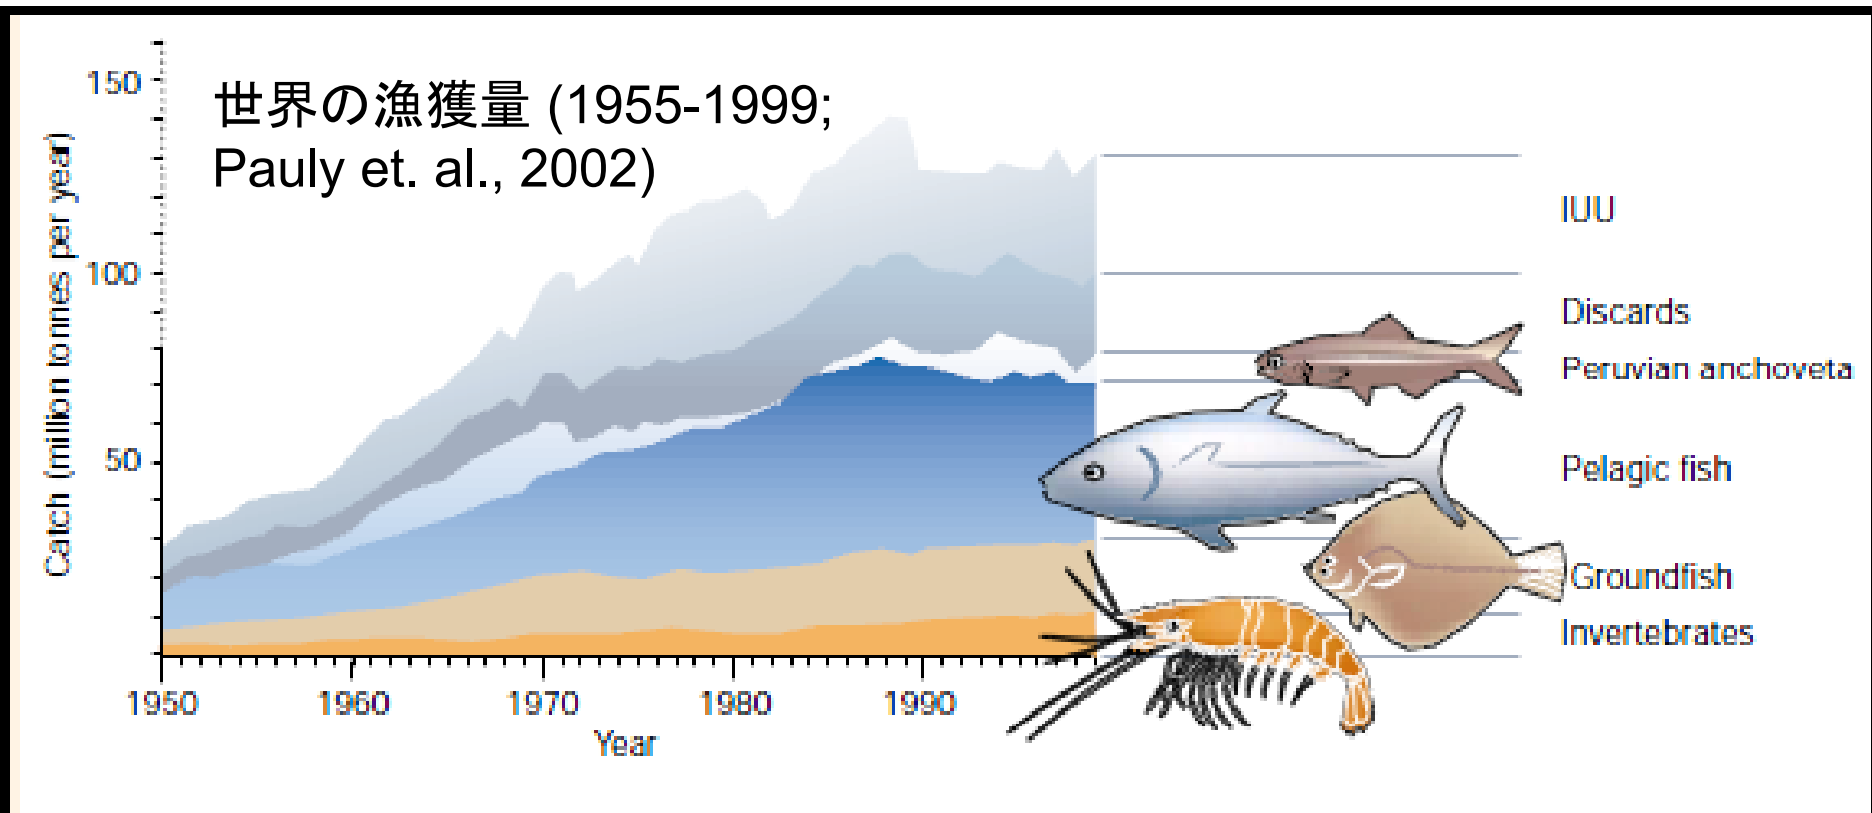 世界の漁獲量 (1955-1999;
Pauly et. al., 2002)
Catch (million tonnes per year)
150
100
50
1950
1960
1970
1980
1990
Year
IUU
Discards
Peruvian anchoveta
Pelagic fish
Groundfish
Invertebrates